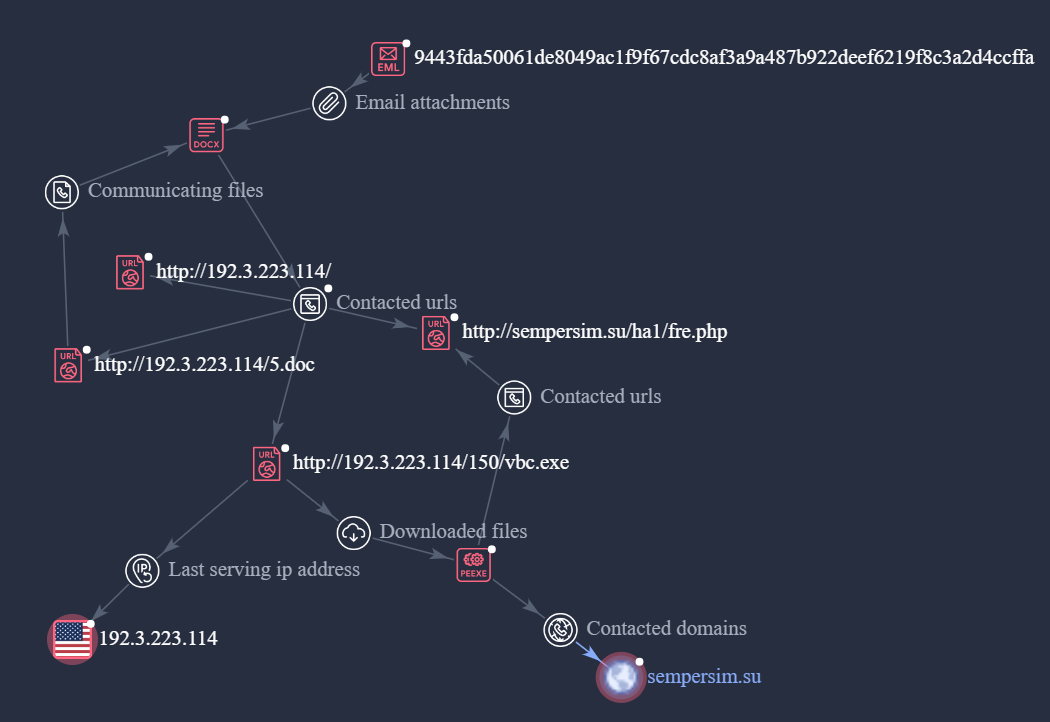 9443fda50061de8049ac1f9f67cdc8af3a9a487b922deef6219f8c3a2d4ccffa
EML
Email attachments
DOCX
Communicating files
URL
http://192.3.223.114/
Contacted urls
URL
http://sempersim.su/ha1/fre.php
URL
http://192.3.223.114/5.doc
Contacted urls
URL
http://192.3.223.114/150/vbc.exe
Downloaded files
PEEXE
IP
Last serving ip address
192.3.223.114
Contacted domains
sempersim.su